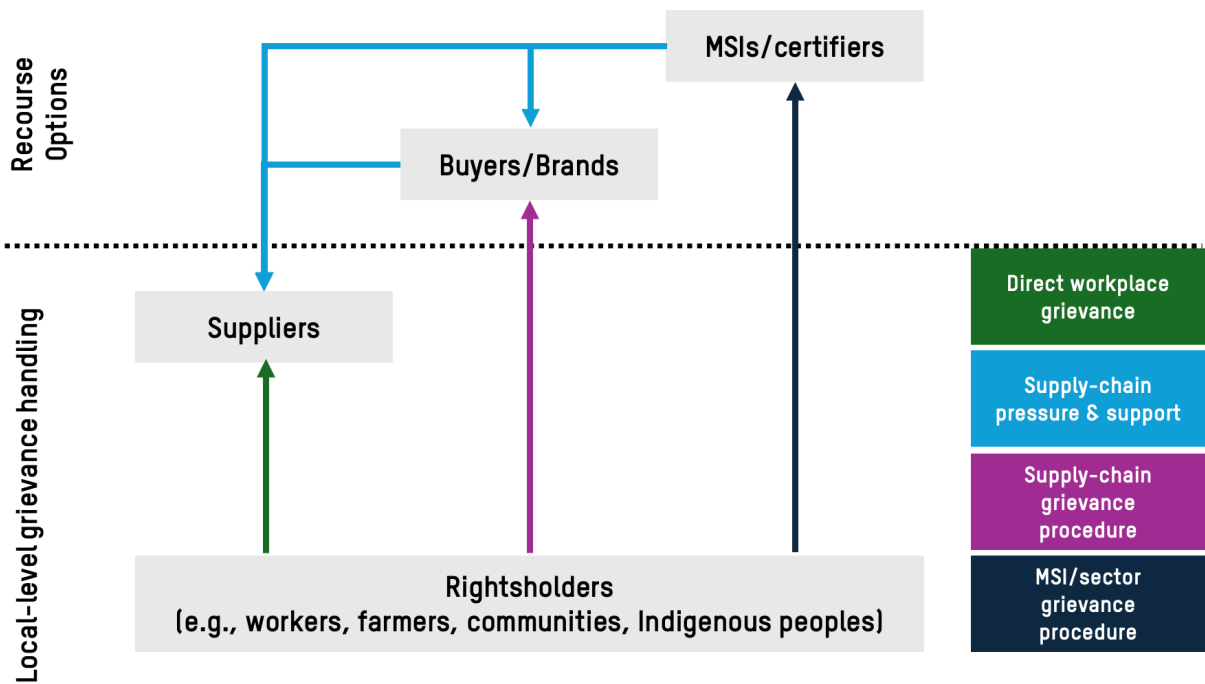 Recourse
Options
MSIs/certifiers
Buyers/Brands
Local-level grievance handling
Suppliers
Rightsholders
(e.g., workers, farmers, communities, Indigenous peoples)
Direct workplace
grievance
Supply-chain
pressure & support
Supply-chain
grievance
procedure
MSI/sector
grievance
procedure